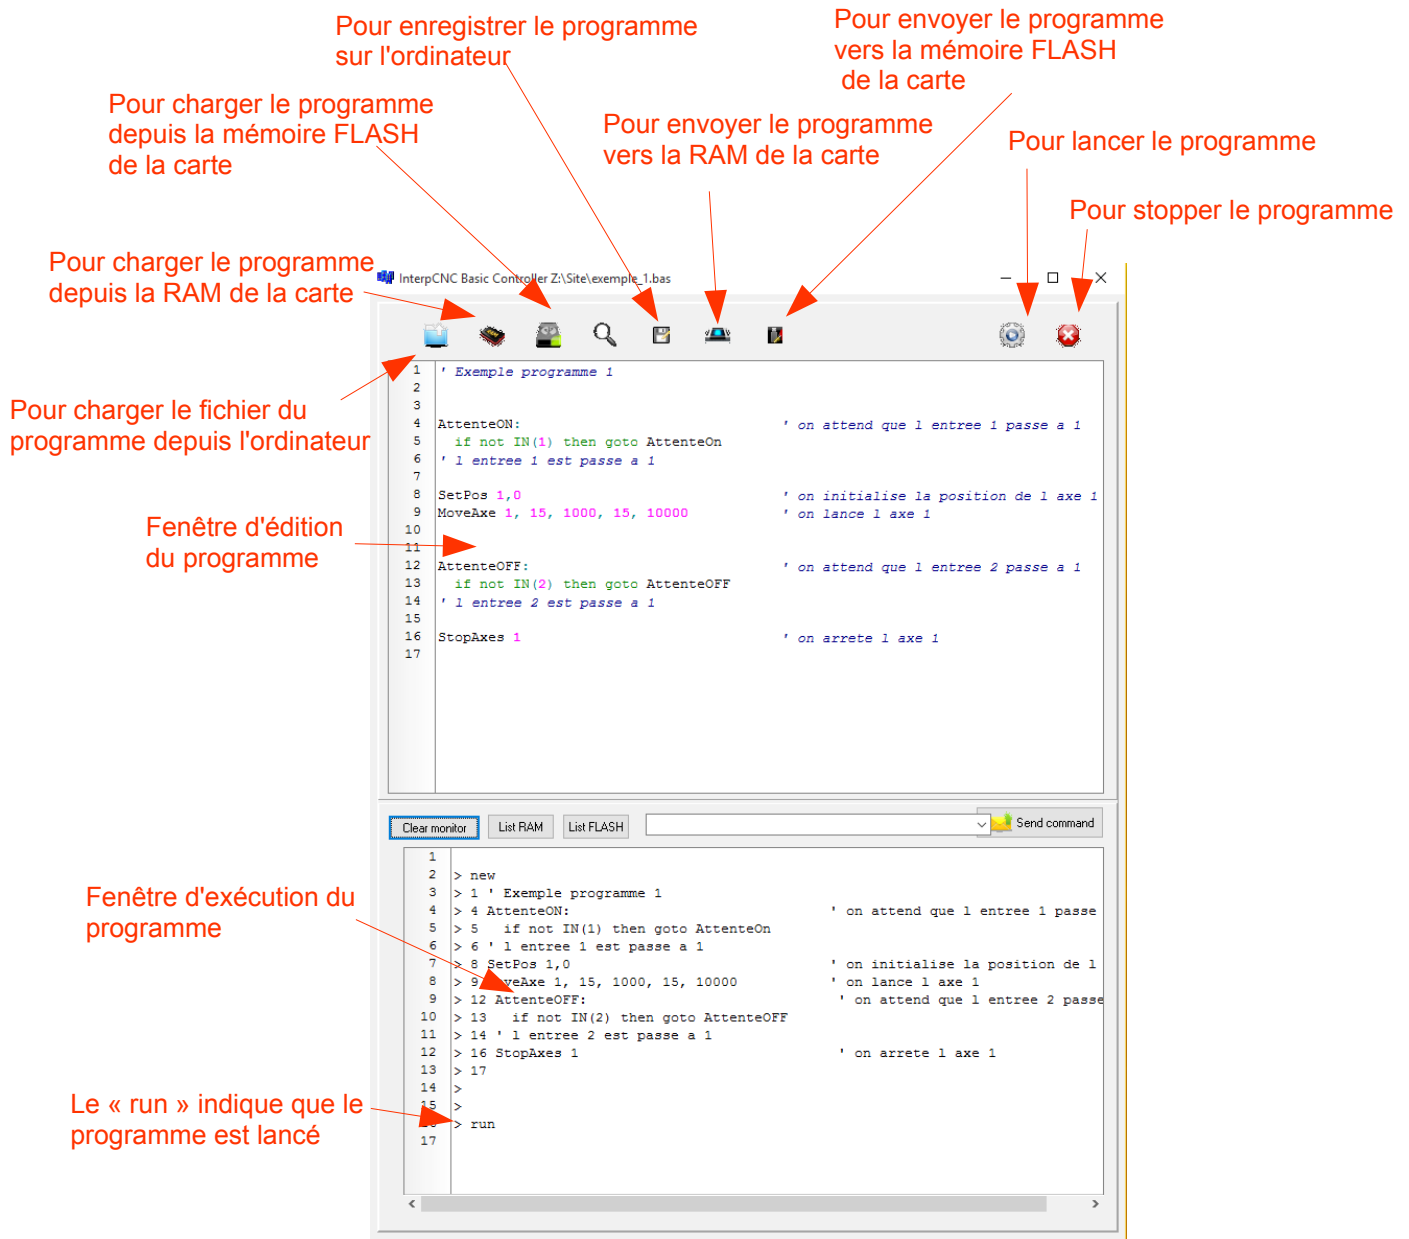 Pour enregistrer le programme
sur l'ordinateur
Pour envoyer le programme
vers la mémoire FLASH
de la carte
Pour charger le programme
depuis la mémoire FLASH
de la carte
Pour envoyer le programme
vers la RAM de la carte
Pour lancer le programme
Pour stopper le programme
Pour charger le programme
depuis la RAM de la carte
InterpCNC Basic Controller Z:\Site\exemple_1.bas
Pour charger le fichier du
programme depuis l'ordinateur
Fenêtre d'édition
du programme
1 ' Exemple programme 1
2
3
4 AttenteON: ' on attend que l entree 1 passe a 1
5 if not IN(1) then goto AttenteOn
6 ' l entree 1 est passe a 1
7
8 SetPos 1,0 ' on initialise la position de l axe 1
9 MoveAxe 1, 15, 1000, 15, 10000 ' on lance l axe 1
10
11
12 AttenteOFF: ' on attend que l entree 2 passe a 1
13 if not IN(2) then goto AttenteOFF
14 ' l entree 2 est passe a 1
15
16 StopAxes 1 ' on arrete l axe 1
17
Clear monitor List RAM List FLASH Send command
Fenêtre d'exécution du
programme
1
2 > new
3 > 1 ' Exemple programme 1
4 > 4 AttenteON: ' on attend que l entree 1 passe
5 > 5 if not IN(1) then goto AttenteOn
6 > 6 ' l entree 1 est passe a 1
7 > 8 SetPos 1,0 ' on initialise la position de l
8 > 9 MoveAxe 1, 15, 1000, 15, 10000 ' on lance l axe 1
9 > 12 AttenteOFF: ' on attend que l entree 2 passe
10 > 13 if not IN(2) then goto AttenteOFF
11 > 14 ' l entree 2 est passe a 1
12 > 16 StopAxes 1 ' on arrete l axe 1
13 > 17
14 >
15 >
16 > run
17
Le « run » indique que le
programme est lancé